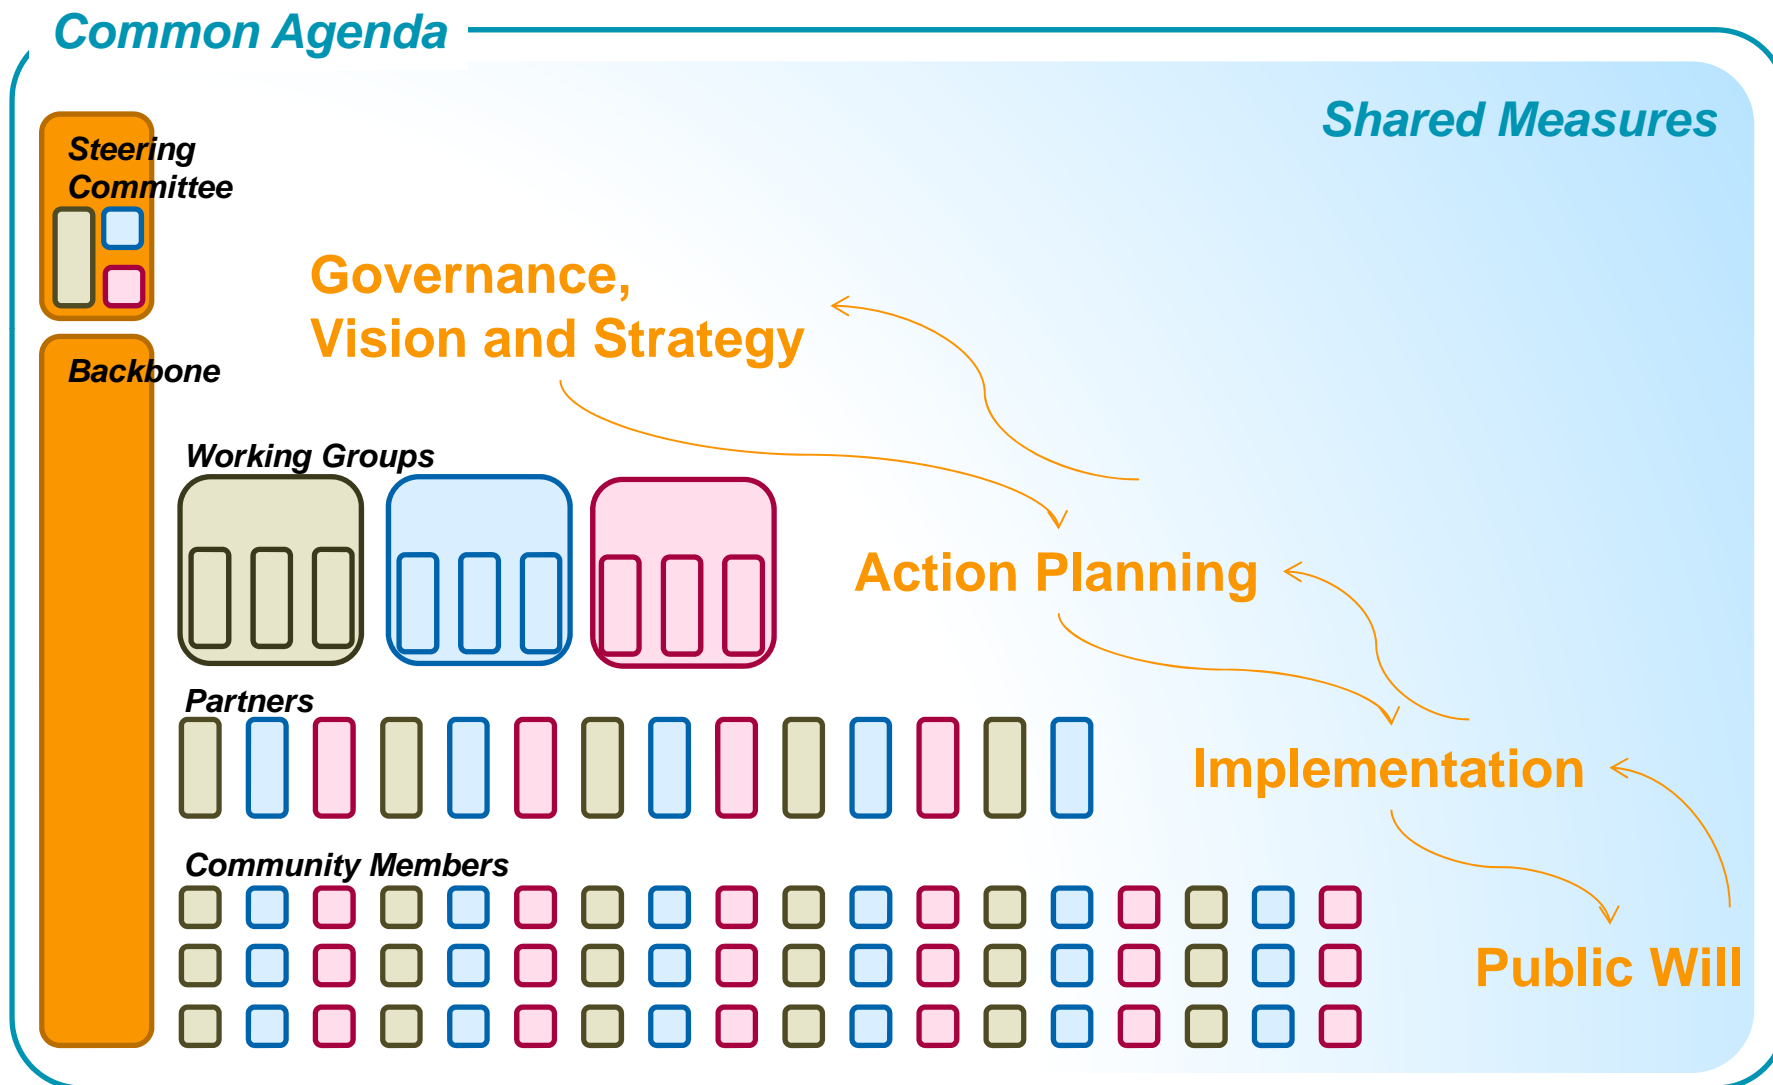 Common Agenda
Shared Measures
Steering
Committee
Governance,
Vision and Strategy
Backbone
Working Groups
Action Planning
Partners
Implementation
Community Members
Public Will